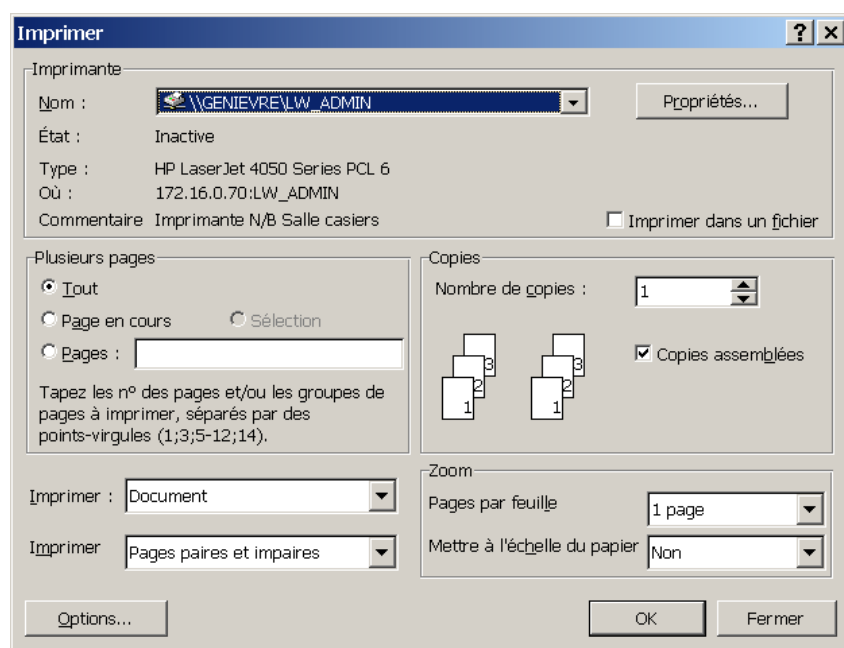 Imprimer
Imprimante
Nom : \\GENIEVRE\LW_ADMIN Propriétés...
État : Inactive
Type : HP LaserJet 4050 Series PCL 6
Où : 172.16.0.70:LW_ADMIN
Commentaire Imprimante N/B Salle casiers Imprimer dans un fichier
Plusieurs pages
Tout
Page en cours Sélection
Pages :
Tapez les nº des pages et/ou les groupes de
pages à imprimer, séparés par des
points-virgules (1;3;5-12;14).
Copies
Nombre de copies : 1
1 2 3 1 2 3
Copies assemblées
Imprimer : Document
Imprimer Pages paires et impaires
Zoom
Pages par feuille 1 page
Mettre à l'échelle du papier Non
Options... OK Fermer